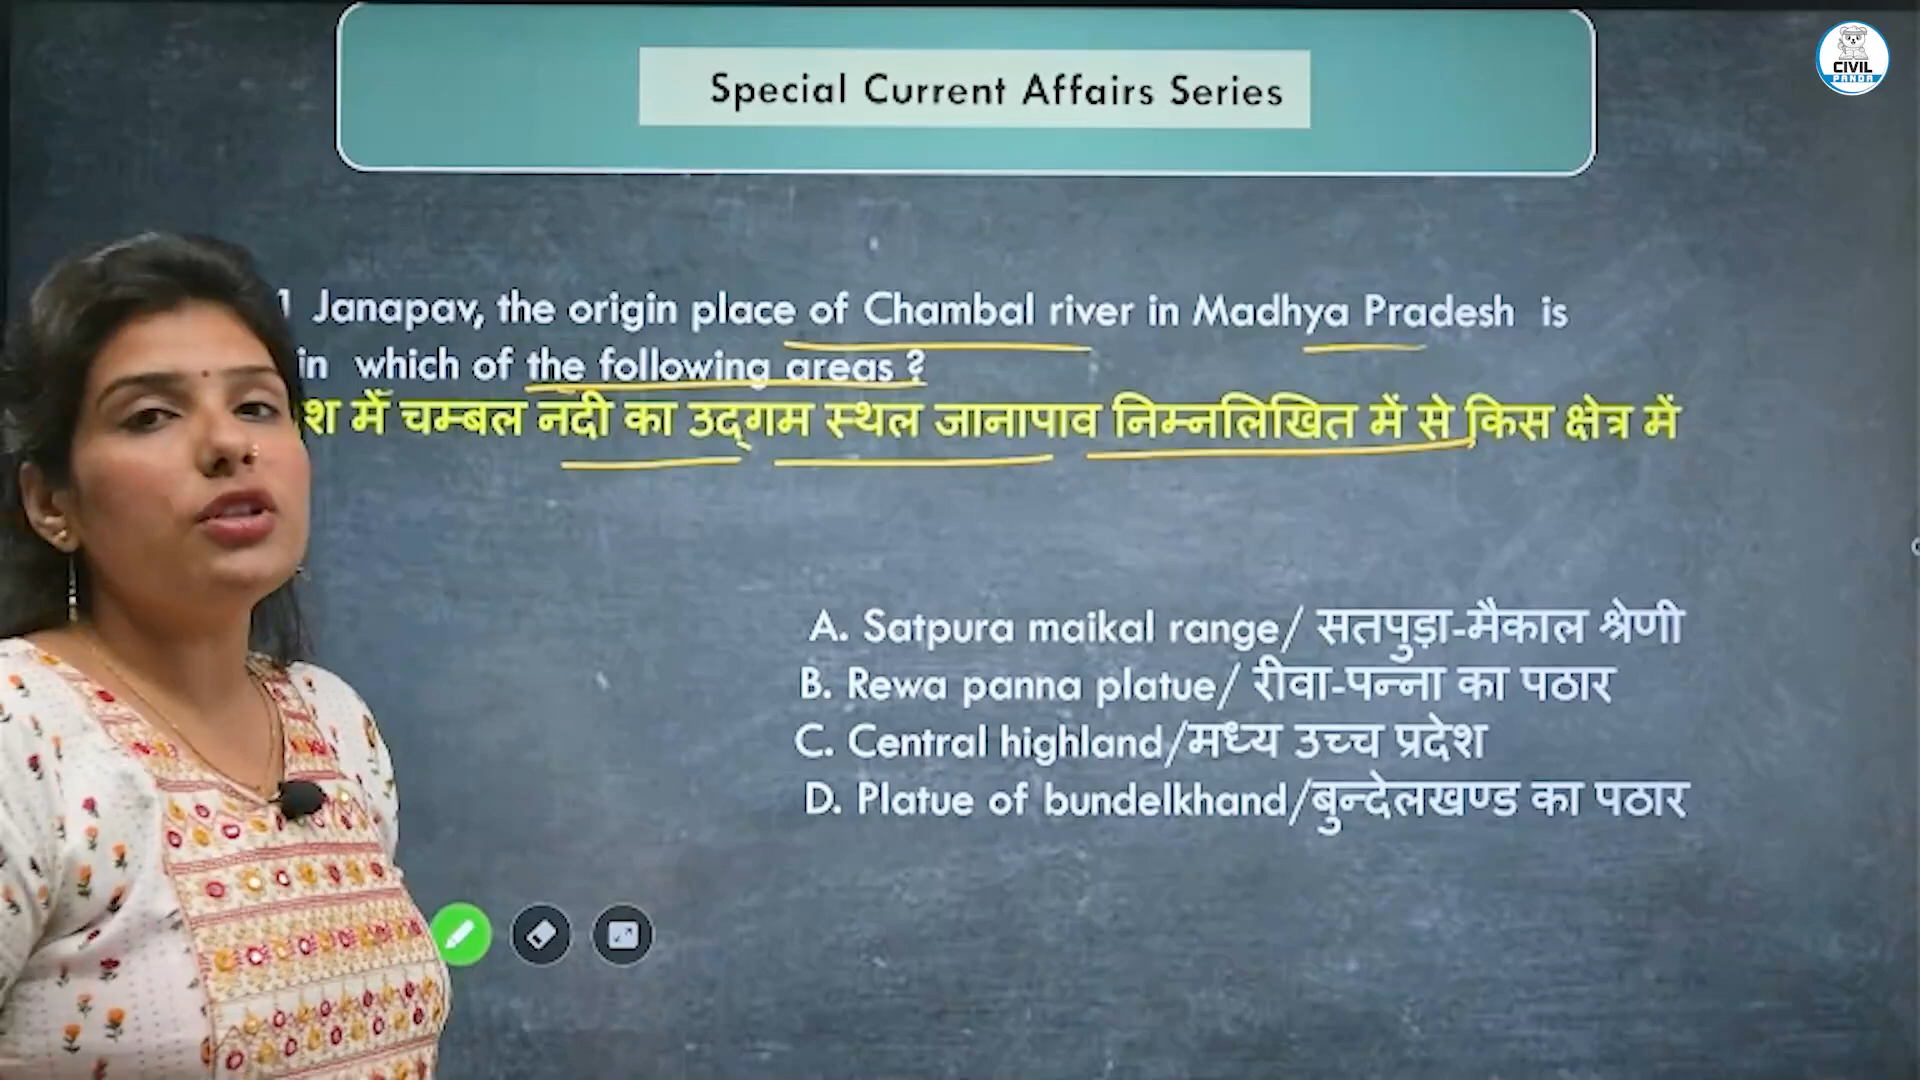 Special Current Affairs Series
CIVIL
PANDA
1 Janapav, the origin place of Chambal river in Madhya Pradesh is
in which of the following areas ?
में चम्बल नदी का उद्गम स्थल जानापाव निम्नलिखित में से किस क्षेत्र में
A. Satpura maikal range/ सतपुड़ा-मैकाल श्रेणी
B. Rewa panna platue/ रीवा-पन्ना का पठार
C. Central highland/मध्य उच्च प्रदेश
D. Platue of bundelkhand/बुन्देलखण्ड का पठार